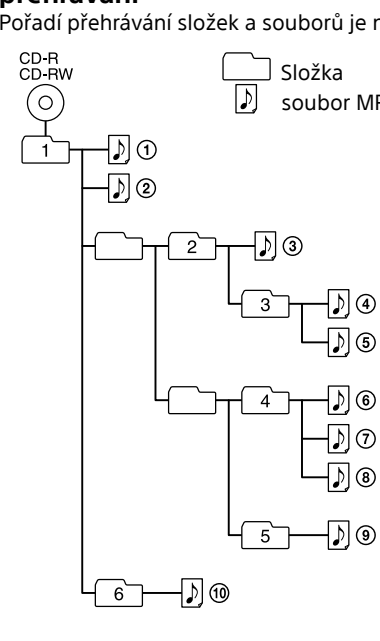 přehrávání
Pořadí přehrávání složek a souborů je
CD-R
CD-RW
Složka
soubor
1
①
②
2
③
3
④
⑤
4
⑥
⑦
⑧
5
⑨
6
⑩